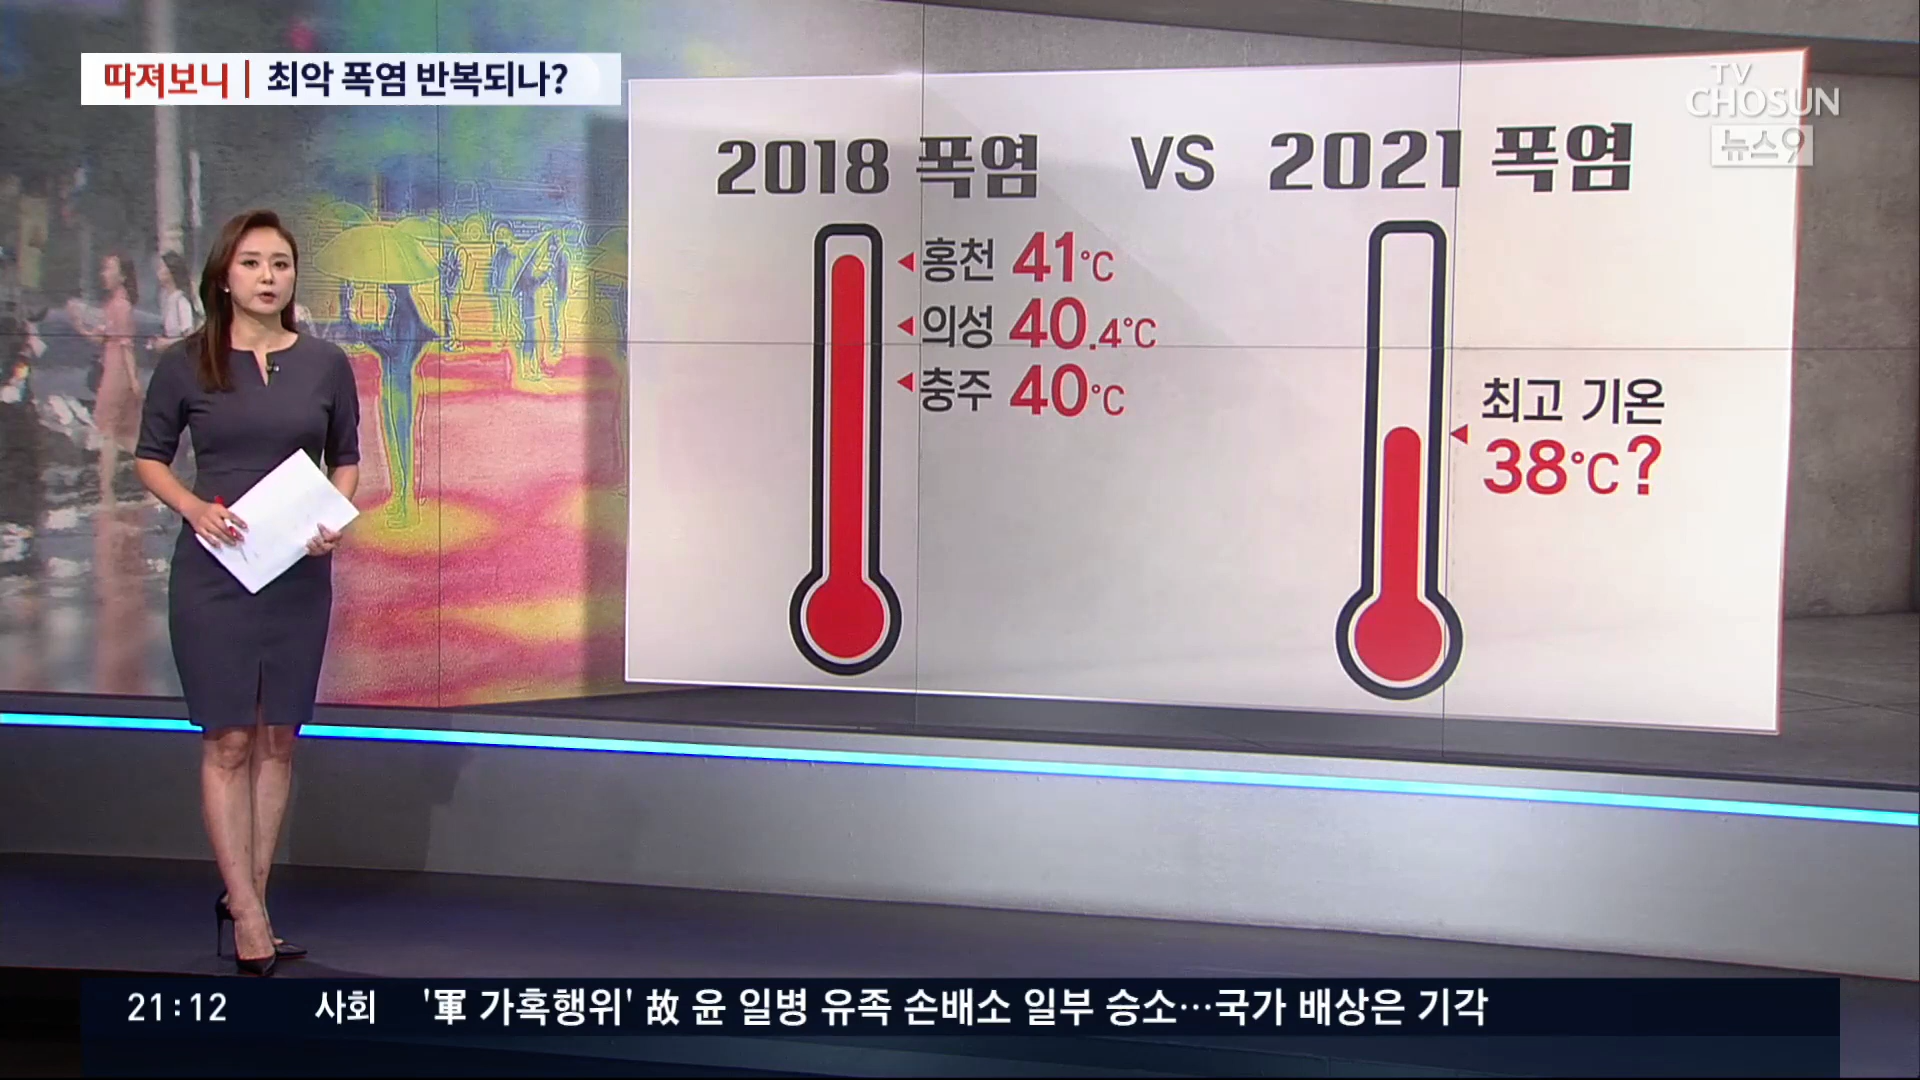 따져보니 | 최악 폭염 반복되나?
TV
CHOSUN
뉴스9
2018 폭염 VS 2021 폭염
홍천 41℃
의성 40.4℃
충주 40℃
최고 기온
38℃?
21:12 사회 '軍 가혹행위' 故 윤 일병 유족 손배소 일부 승소…국가 배상은 기각